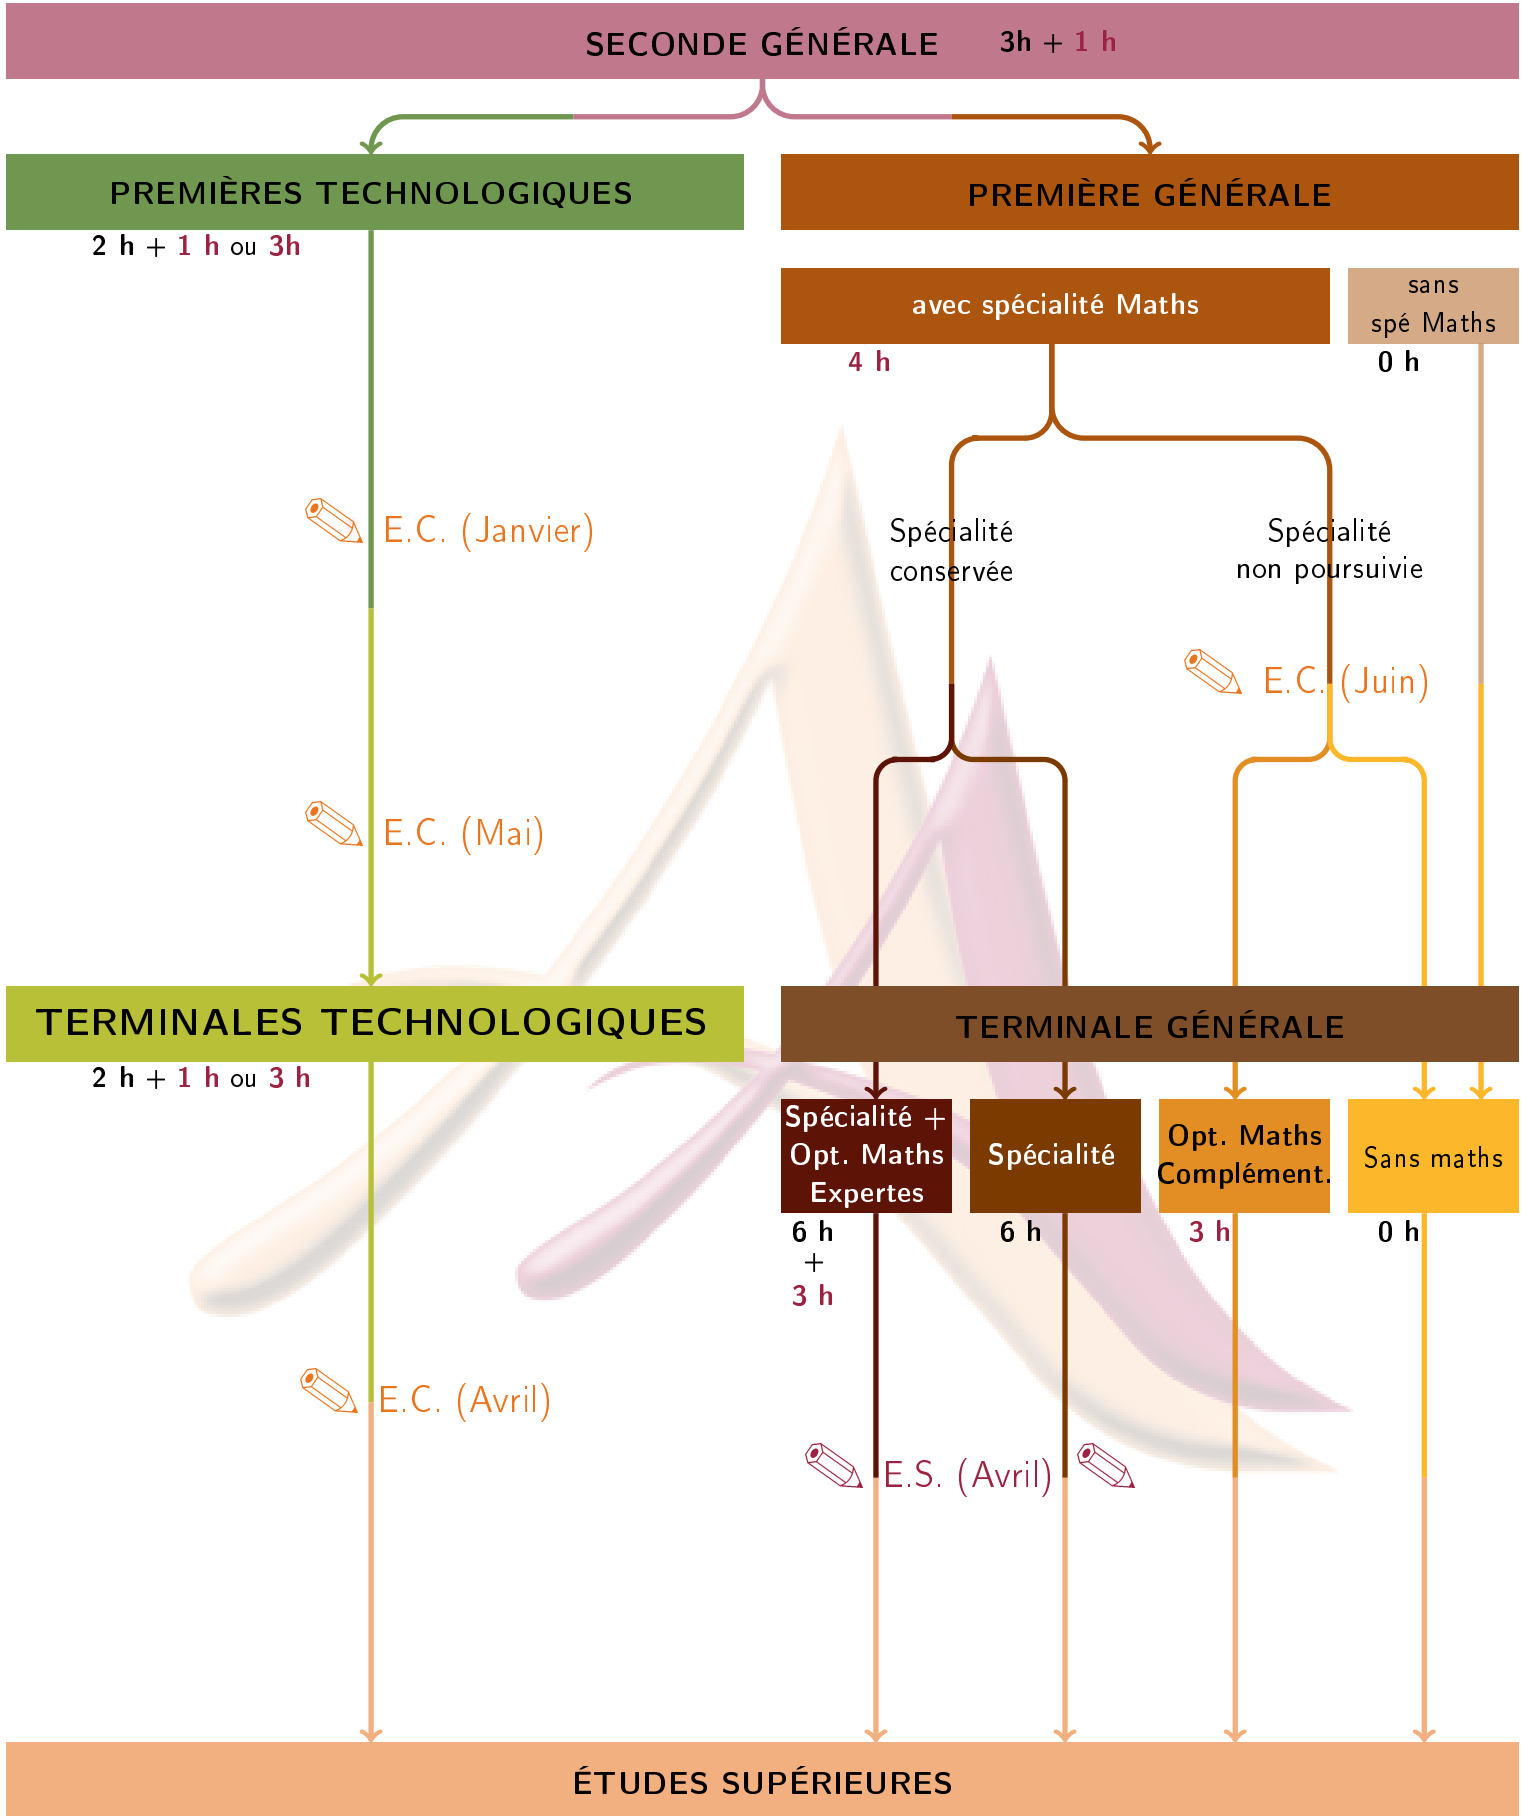 SECONDE GÉNÉRALE 3h + 1 h
PREMIÈRES TECHNOLOGIQUES
PREMIÈRE GÉNÉRALE
2 h + 1 h ou 3h
avec spécialité Maths
sans
spé Maths
4 h
0 h
Spécialité
conservée
Spécialité
non poursuivie
E.C. (Janvier)
E.C. (Juin)
E.C. (Mai)
TERMINALES TECHNOLOGIQUES
TERMINALE GÉNÉRALE
2 h + 1 h ou 3 h
Spécialité +
Opt. Maths
Expertes
Spécialité
Opt. Maths
Complément.
Sans maths
6 h
+
3 h
6 h
3 h
0 h
E.C. (Avril)
E.S. (Avril)
ÉTUDES SUPÉRIEURES